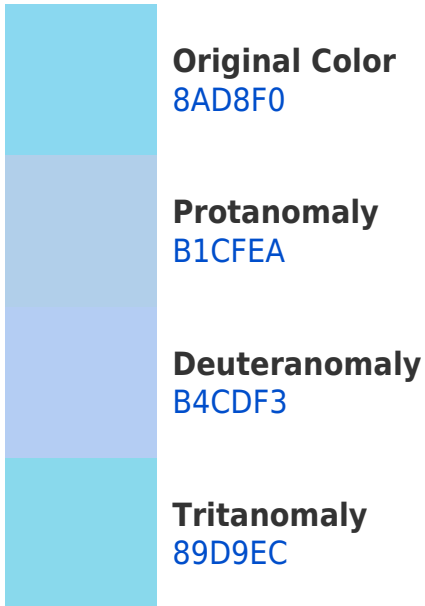 Original Color
8AD8F0
Protanomaly
B1CFEA
Deuteranomaly
B4CDF3
Tritanomaly
89D9EC